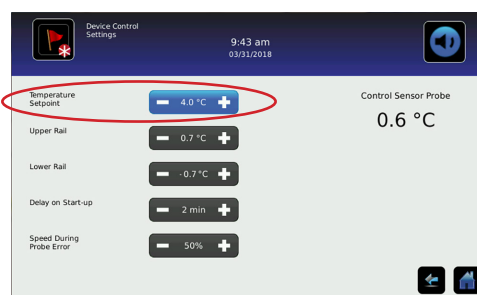 Device Control
Settings
9:43 am
03/31/2018
Temperature
Setpoint
4.0 °C
Control Sensor Probe
0.6 °C
Upper Rail
0.7 °C
Lower Rail
-0.7°C
Delay on Start-up
2 min
Speed During
Probe Error
50%